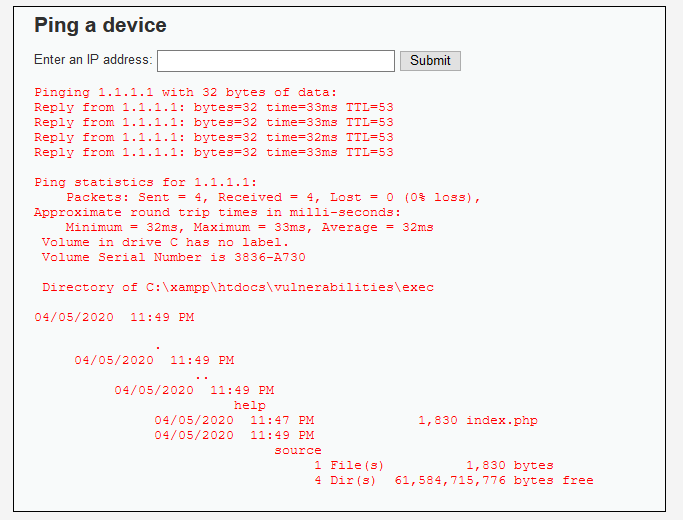 Ping a device
Enter an IP address: Submit
Pinging 1.1.1.1 with 32 bytes of data:
Reply from 1.1.1.1: bytes=32 time=33ms TTL=53
Reply from 1.1.1.1: bytes=32 time=33ms TTL=53
Reply from 1.1.1.1: bytes=32 time=32ms TTL=53
Reply from 1.1.1.1: bytes=32 time=33ms TTL=53
Ping statistics for 1.1.1.1:
Packets: Sent = 4, Received = 4, Lost = 0 (0% loss),
Approximate round trip times in milli-seconds:
Minimum = 32ms, Maximum = 33ms, Average = 32ms
Volume in drive C has no label.
Volume Serial Number is 3836-A730
Directory of C:\xampp\htdocs\vulnerabilities\exec
04/05/2020  11:49 PM
.
04/05/2020  11:49 PM
..
04/05/2020  11:49 PM
help
04/05/2020  11:47 PM             1,830 index.php
04/05/2020  11:49 PM
source
1 File(s)          1,830 bytes
4 Dir(s)  61,584,715,776 bytes free